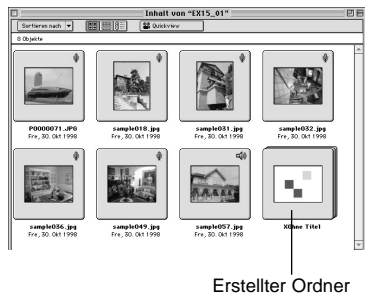 Inhalt von "EX15_01"
Sortieren nach
Quickview
8 Objekte
P0000071.JPG
Fre, 30. Okt 1998
sample018.jpg
Fre, 30. Okt 1998
sample031.jpg
Fre, 30. Okt 1998
sample032.jpg
Fre, 30. Okt 1998
sample036.jpg
Fre, 30. Okt 1998
sample049.jpg
Fre, 30. Okt 1998
sample057.jpg
Fre, 30. Okt 1998
XOhne Titel
Erstellter Ordner